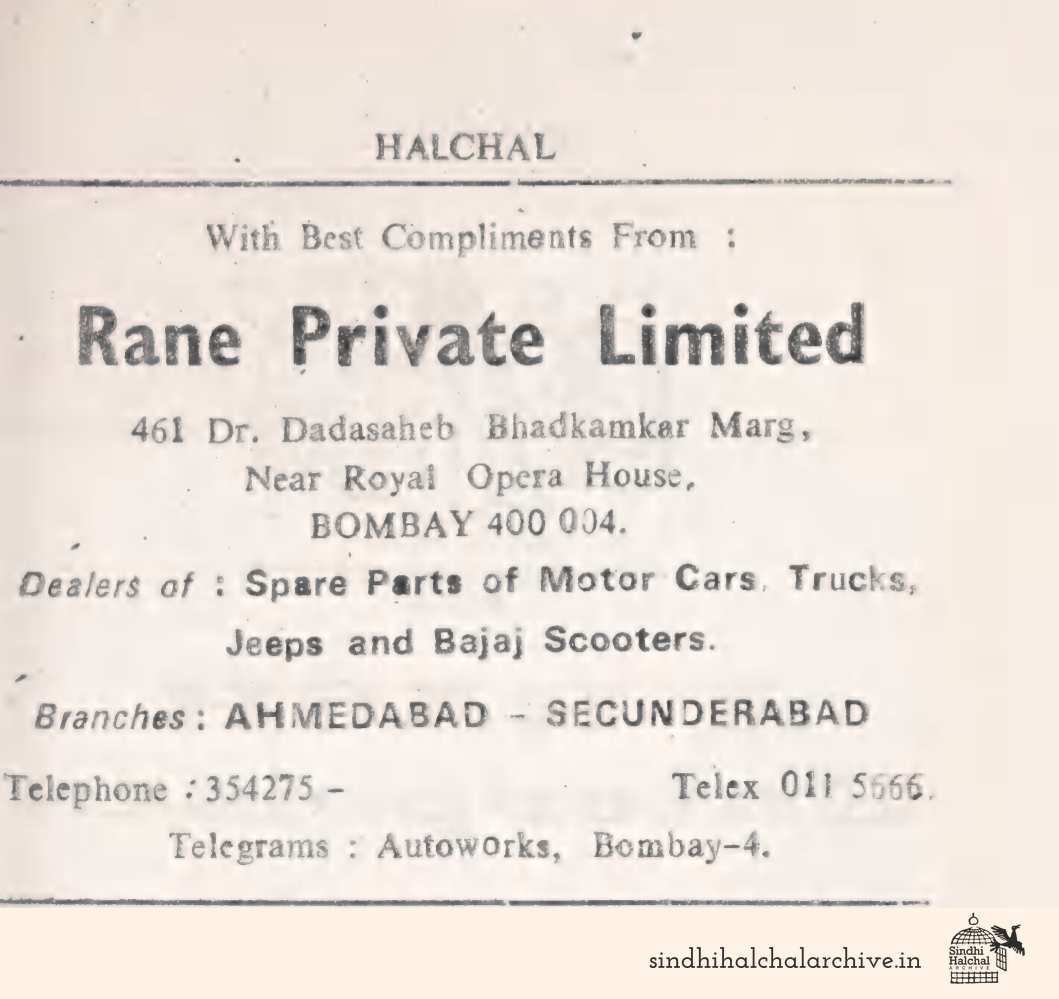 HALCHAL
With Best Compliments From :
Rane Private Limited
461 Dr. Dadasaheb Bhadkamkar Marg,
Near Royal Opera House,
BOMBAY 400 004.
Dealers of : Spare Parts of Motor Cars, Trucks,
Jeeps and Bajaj Scooters.
Branches : AHMEDABAD - SECUNDERABAD
Telephone : 354275 - Telex 011 5666.
Telegrams : Autoworks, Bombay-4.
sindhihalchalarchive.in
Sindhi
Halchal
ARCHIVE